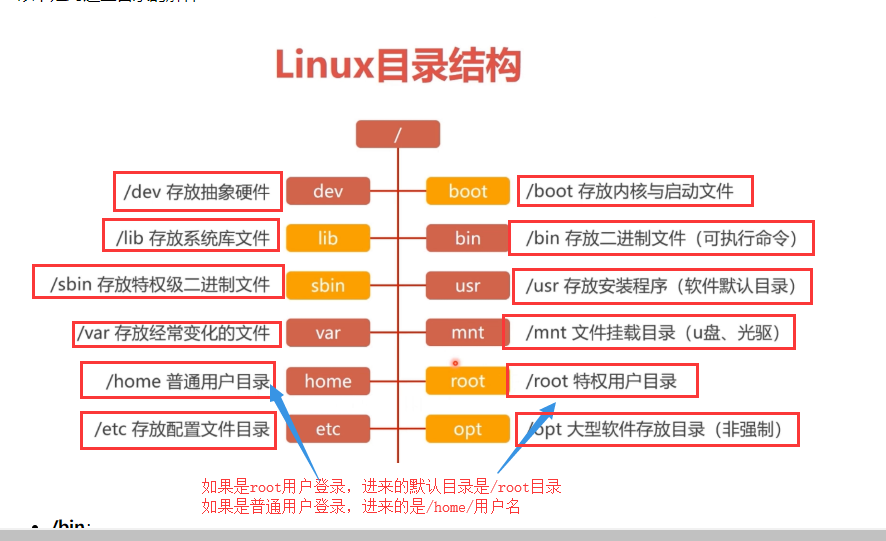 Linux目录结构
/
/dev 存放抽象硬件 dev boot /boot 存放内核与启动文件
/lib 存放系统库文件 lib bin /bin 存放二进制文件（可执行命令）
/sbin 存放特权级二进制文件 sbin usr /usr 存放安装程序（软件默认目录）
/var 存放经常变化的文件 var mnt /mnt 文件挂载目录（u盘、光驱）
/home 普通用户目录 home root /root 特权用户目录
/etc 存放配置文件目录 etc opt /opt 大型软件存放目录（非强制）
如果是root用户登录，进来的默认目录是/root目录
如果是普通用户登录，进来的是/home/用户名
• /bin：